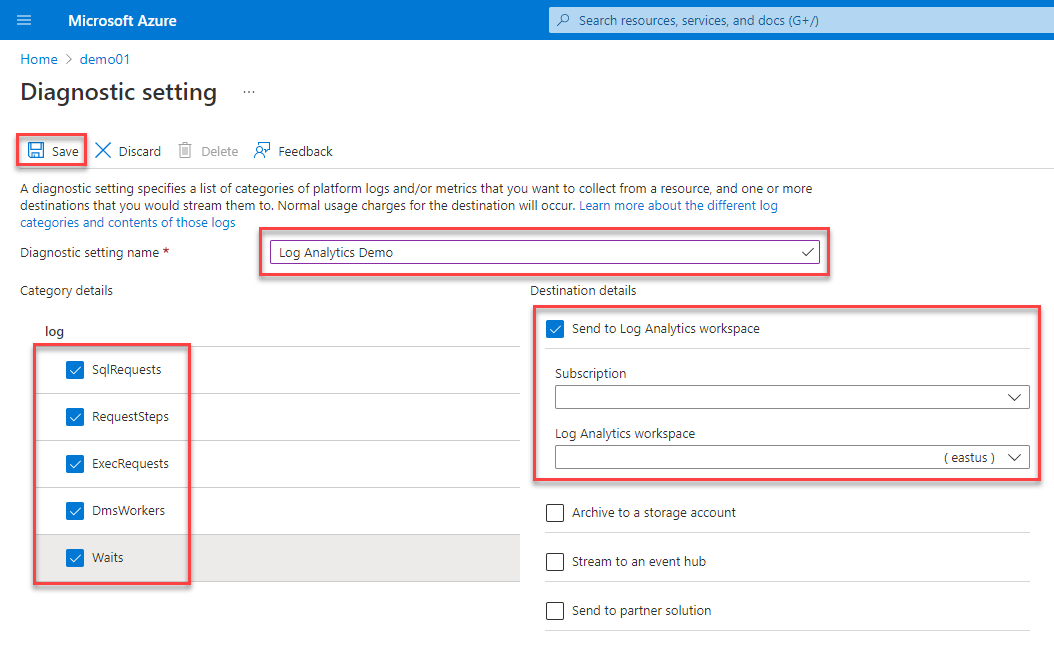 Microsoft Azure
Search resources, services, and docs (G+/)
Home > demo01
Diagnostic setting ...
Save Discard Delete Feedback
A diagnostic setting specifies a list of categories of platform logs and/or metrics that you want to collect from a resource, and one or more
destinations that you would stream them to. Normal usage charges for the destination will occur. Learn more about the different log
categories and contents of those logs
Diagnostic setting name *
Log Analytics Demo
Category details
log
SqlRequests
RequestSteps
ExecRequests
DmsWorkers
Waits
Destination details
Send to Log Analytics workspace
Subscription
Log Analytics workspace
( eastus )
Archive to a storage account
Stream to an event hub
Send to partner solution